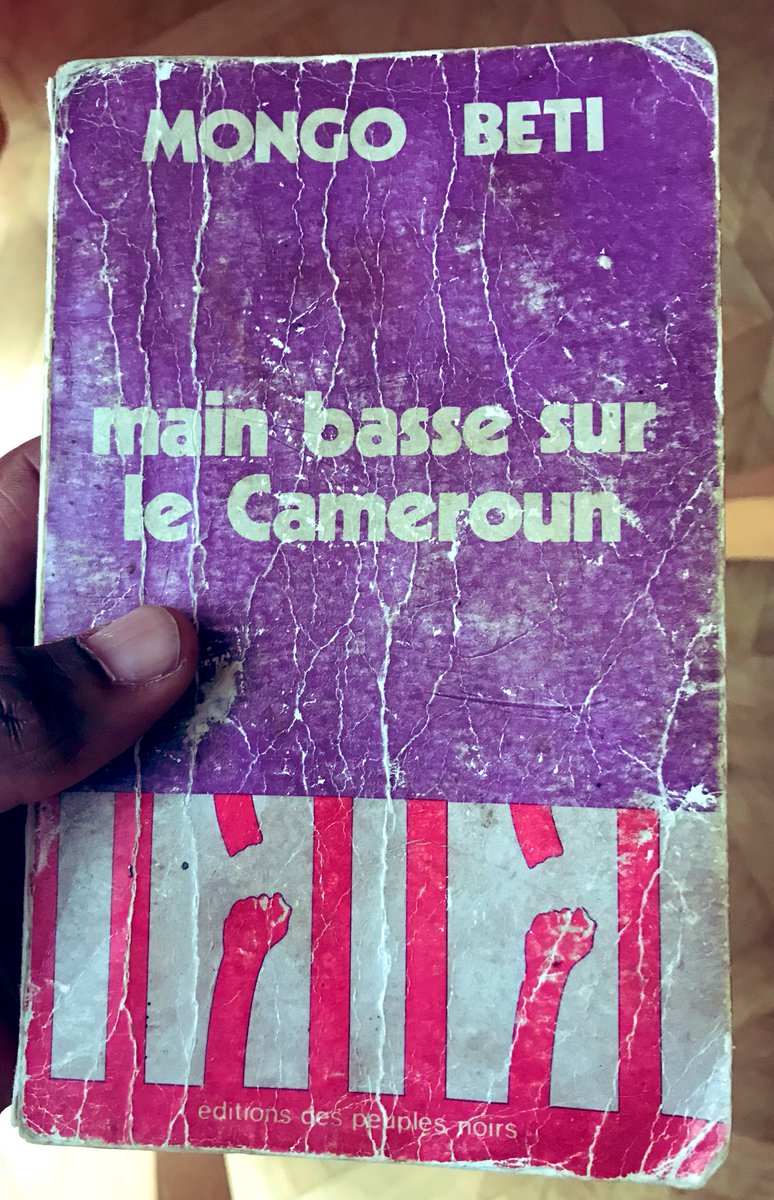 MONGO BETI
main basse sur
le Cameroun
editions des peuples noirs